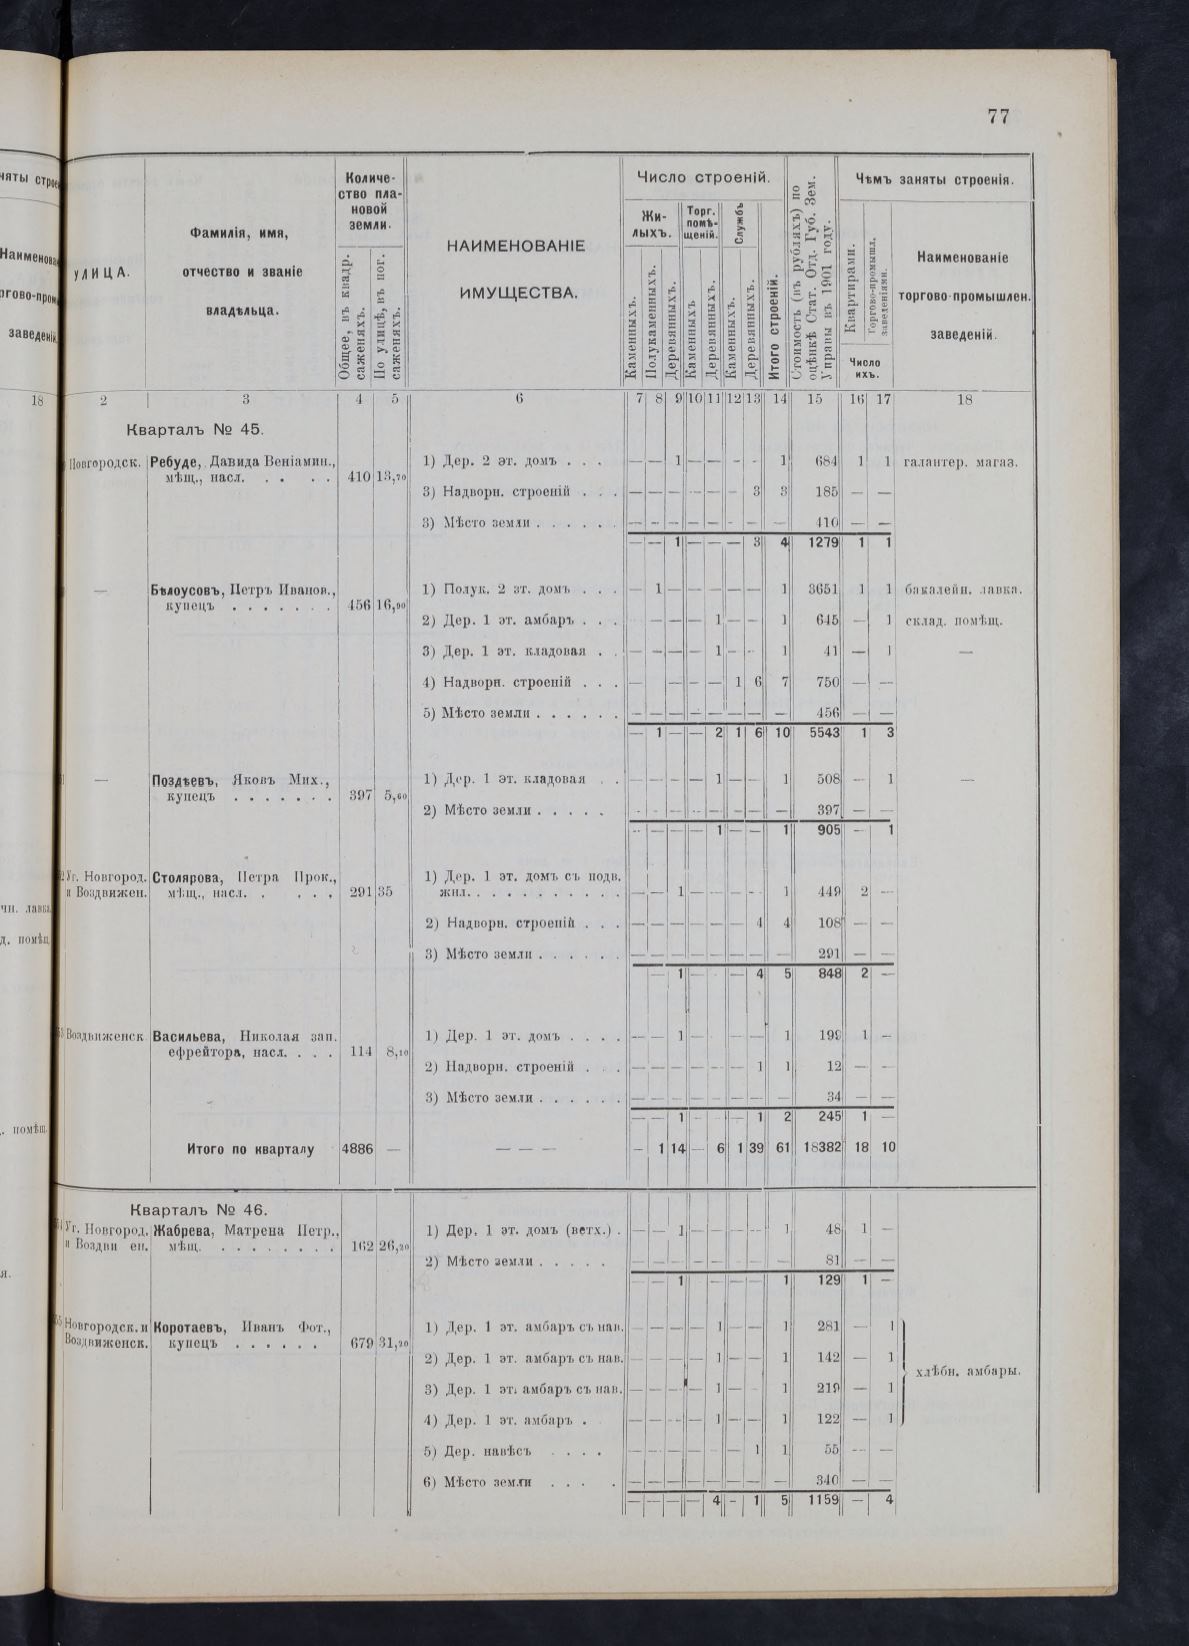 77
Количе-
ство пла-
новой
земли.
Число строеній.
Чѣмъ заняты строенія.
УЛИЦА.
Фамилія, имя,
отчество и званіе
владѣльца.
Общее, въ квадр. саженяхъ.
По улицѣ, въ пог. саженяхъ.
НАИМЕНОВАНІЕ
ИМУЩЕСТВА.
Жи-
лыхъ.
Торг.
помѣ-
щеній.
Службъ
Каменныхъ.
Полукаменныхъ.
Деревянныхъ.
Каменныхъ
Деревянныхъ.
Каменныхъ.
Деревянныхъ.
Итого строеній.
Стоимость (въ рубляхъ) по оцѣнкѣ Стат. Отд. Губ. Зем. Управы въ 1901 году.
Квартирами.
Торгово-промышл. заведеніями.
Число
ихъ.
Наименованіе
торгово-промышлен.
заведеній.
18 2 3 4 5 6 7 8 9 10 11 12 13 14 15 16 17 18
Кварталъ № 45.
Новгородск. Ребуде, Давида Веніамин., 1) Дер. 2 эт. домъ . . . — — 1 — — - - 1 684 1 1 галантер. магаз.
мѣщ., насл. . . . . 410 13,70
3) Надворн. строеній . . . — — — — — — 3 3 185 — —
3) Мѣсто земли . . . . . . — — — — — — — — 410 — —
— — 1 — — — 3 4 1279 1 1
— Бѣлоусовъ, Петръ Иванов., 1) Полук. 2 эт. домъ . . . — 1 — — — — — 1 3651 1 1 бакалейн. лавка.
купецъ . . . . . . . 456 16,90
2) Дер. 1 эт. амбаръ . . . — — — 1 — — 1 645 — 1 склад. помѣщ.
3) Дер. 1 эт. кладовая . . — — — — 1 — — 1 41 — 1 —
4) Надворн. строеній . . . — — — — 1 6 7 750 — —
5) Мѣсто земли . . . . . . — — — — — — — — 456 — —
— 1 — — 2 1 6 10 5543 1 3
— Поздѣевъ, Яковъ Мих., 1) Дер. 1 эт. кладовая . . — — — — 1 — — 1 508 — 1 —
купецъ . . . . . . . 397 5,60
2) Мѣсто земли . . . . . — — — — — — — — 397 — —
— — — — 1 — — 1 905 — 1
Уг. Новгород. Столярова, Петра Прок., 1) Дер. 1 эт. домъ съ подв.
и Воздвижен. мѣщ., насл. . . . . 291 35 жил. . . . . . . . . . . — — 1 — — — — 1 449 2 —
2) Надворн. строеній . . . — — — — — — 4 4 108 — —
3) Мѣсто земли . . . . . . — — — — — — — — 291 — —
— 1 — - — 4 5 848 2 —
Воздвиженск Васильева, Николая зап. 1) Дер. 1 эт. домъ . . . . — — 1 - — — — 1 199 1 —
ефрейтора, насл. . . . 114 8,10
2) Надворн. строеній . . . — — — — — — 1 1 12 — —
3) Мѣсто земли . . . . . . — — — — — — — — 34 — —
— — 1 - - — 1 2 245 1 —
Итого по кварталу 4886 — — — — — 1 14 — 6 1 39 61 18382 18 10
Кварталъ № 46.
Уг. Новгород. Жабрева, Матрена Петр., 1) Дер. 1 эт. домъ (ветх.) . — — 1 — — — — 1 48 1 —
и Воздви ен. мѣщ. . . . . . . . . 162 26,20
2) Мѣсто земли . . . . . — — — — — — — — 81 — —
— — 1 — — — — 1 129 1 —
Новгородск. и Коротаевъ, Иванъ Фот., 1) Дер. 1 эт. амбаръ съ нав. — — — — 1 — — 1 281 — 1
Воздвиженск. купецъ . . . . . . 679 31,20
2) Дер. 1 эт. амбаръ съ нав. — — — — 1 — — 1 142 — 1
хлѣбн. амбары.
3) Дер. 1 эт. амбаръ съ нав. — — — — 1 — - 1 219 — 1
4) Дер. 1 эт. амбаръ . — — — — 1 — — 1 122 — 1
5) Дер. навѣсъ . . . . — — — — - — 1 1 55 — —
6) Мѣсто земли . . . . — — — — — — — — 340 — —
— — — — 4 - 1 5 1159 — 4